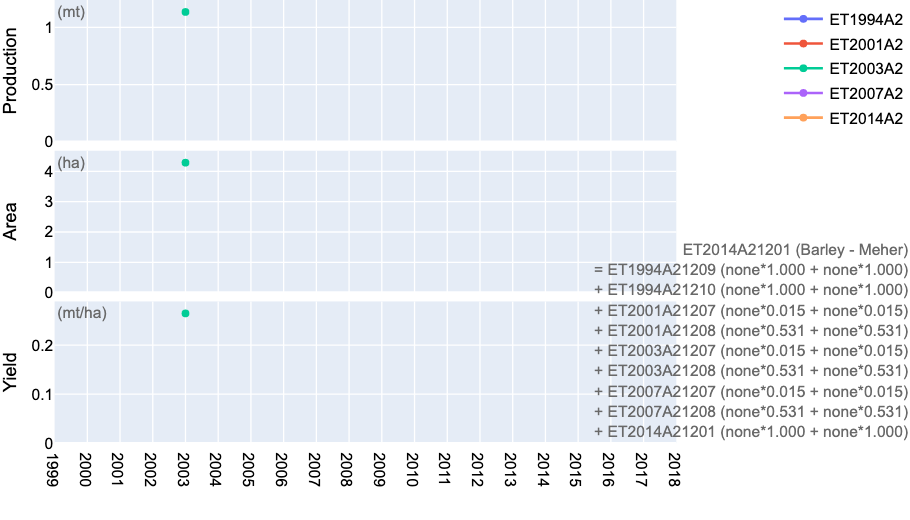 Production
(mt)
1
0.5
0
ET1994A2
ET2001A2
ET2003A2
ET2007A2
ET2014A2
Area
(ha)
4
3
2
1
0
ET2014A21201 (Barley - Meher)
= ET1994A21209 (none*1.000 + none*1.000)
+ ET1994A21210 (none*1.000 + none*1.000)
+ ET2001A21207 (none*0.015 + none*0.015)
+ ET2001A21208 (none*0.531 + none*0.531)
+ ET2003A21207 (none*0.015 + none*0.015)
+ ET2003A21208 (none*0.531 + none*0.531)
+ ET2007A21207 (none*0.015 + none*0.015)
+ ET2007A21208 (none*0.531 + none*0.531)
+ ET2014A21201 (none*1.000 + none*1.000)
Yield
(mt/ha)
0.2
0.1
0
1999
2000
2001
2002
2003
2004
2005
2006
2007
2008
2009
2010
2011
2012
2013
2014
2015
2016
2017
2018